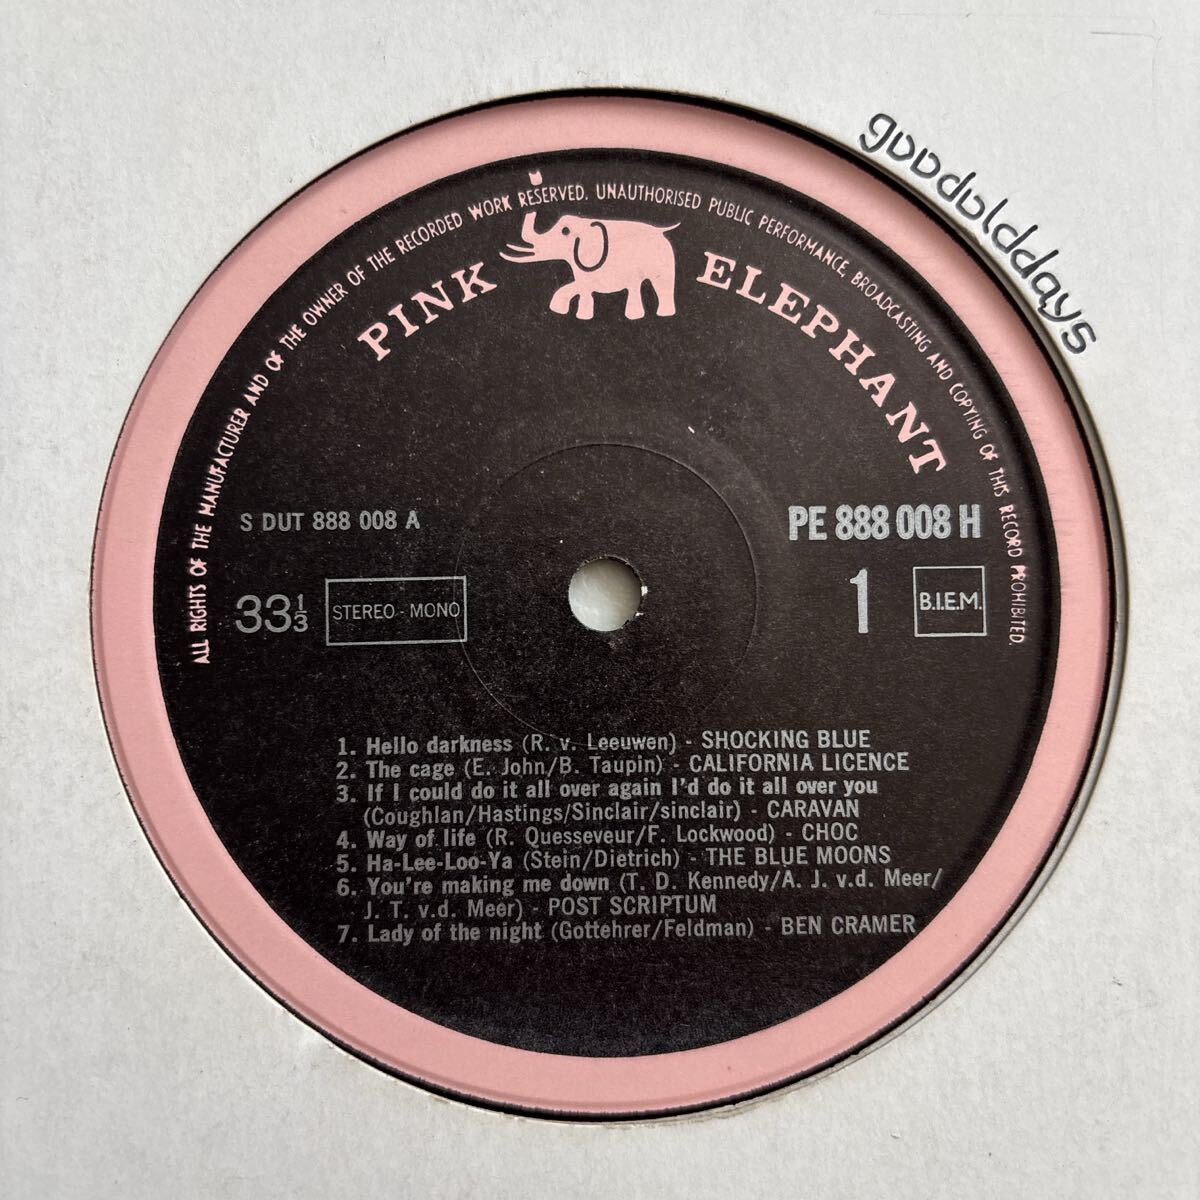 goodolddays
ALL RIGHTS OF THE MANUFACTURER AND OF THE OWNER OF THE RECORDED WORK RESERVED. UNAUTHORISED PUBLIC PERFORMANCE, BROADCASTING AND COPYING OF THIS RECORD PROHIBITED.
PINK ELEPHANT
S DUT 888 008 A
PE 888 008 H
33 1/3
STEREO - MONO
1
B.I.E.M.
1. Hello darkness (R. v. Leeuwen) - SHOCKING BLUE
2. The cage (E. John/B. Taupin) - CALIFORNIA LICENCE
3. If I could do it all over again I'd do it all over you
(Coughlan/Hastings/Sinclair/sinclair) - CARAVAN
4. Way of life (R. Quesseveur/F. Lockwood) - CHOC
5. Ha-Lee-Loo-Ya (Stein/Dietrich) - THE BLUE MOONS
6. You're making me down (T. D. Kennedy/A. J. v.d. Meer/
J. T. v.d. Meer) - POST SCRIPTUM
7. Lady of the night (Gottehrer/Feldman) - BEN CRAMER